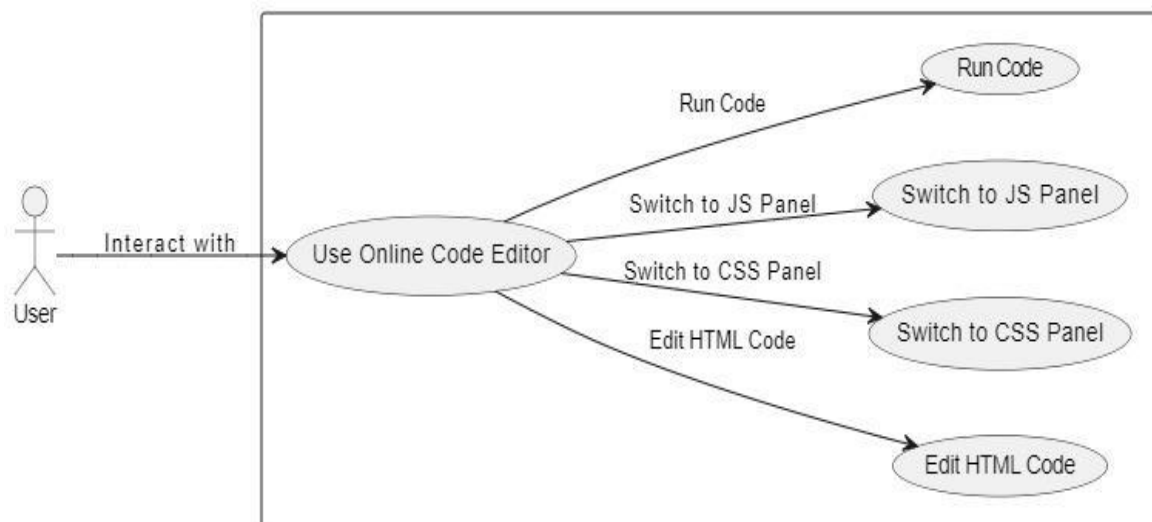 Run Code
Run Code
Switch to JS Panel
Switch to JS Panel
Interact with
Use Online Code Editor
Switch to CSS Panel
User
Edit HTML Code
Switch to CSS Panel
Edit HTML Code